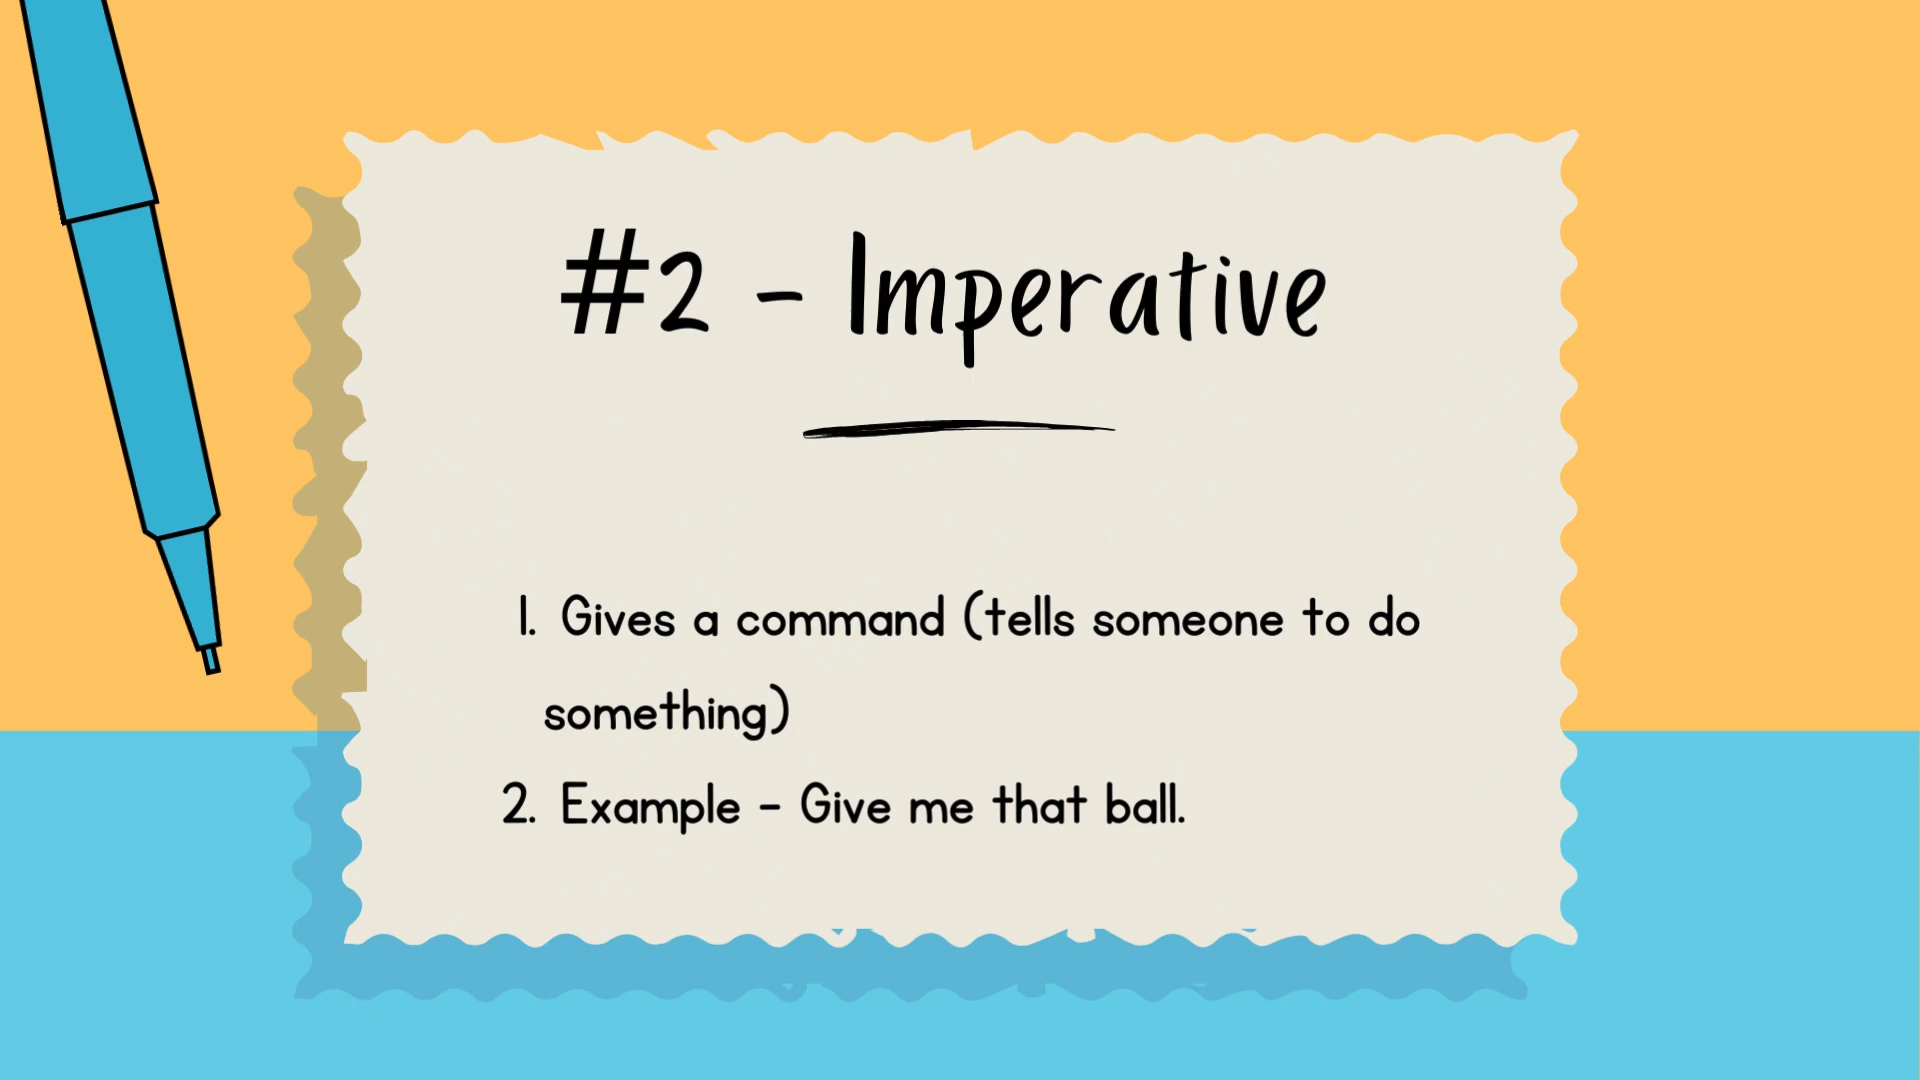 #2 - Imperative
1. Gives a command (tells someone to do
something)
2. Example - Give me that ball.